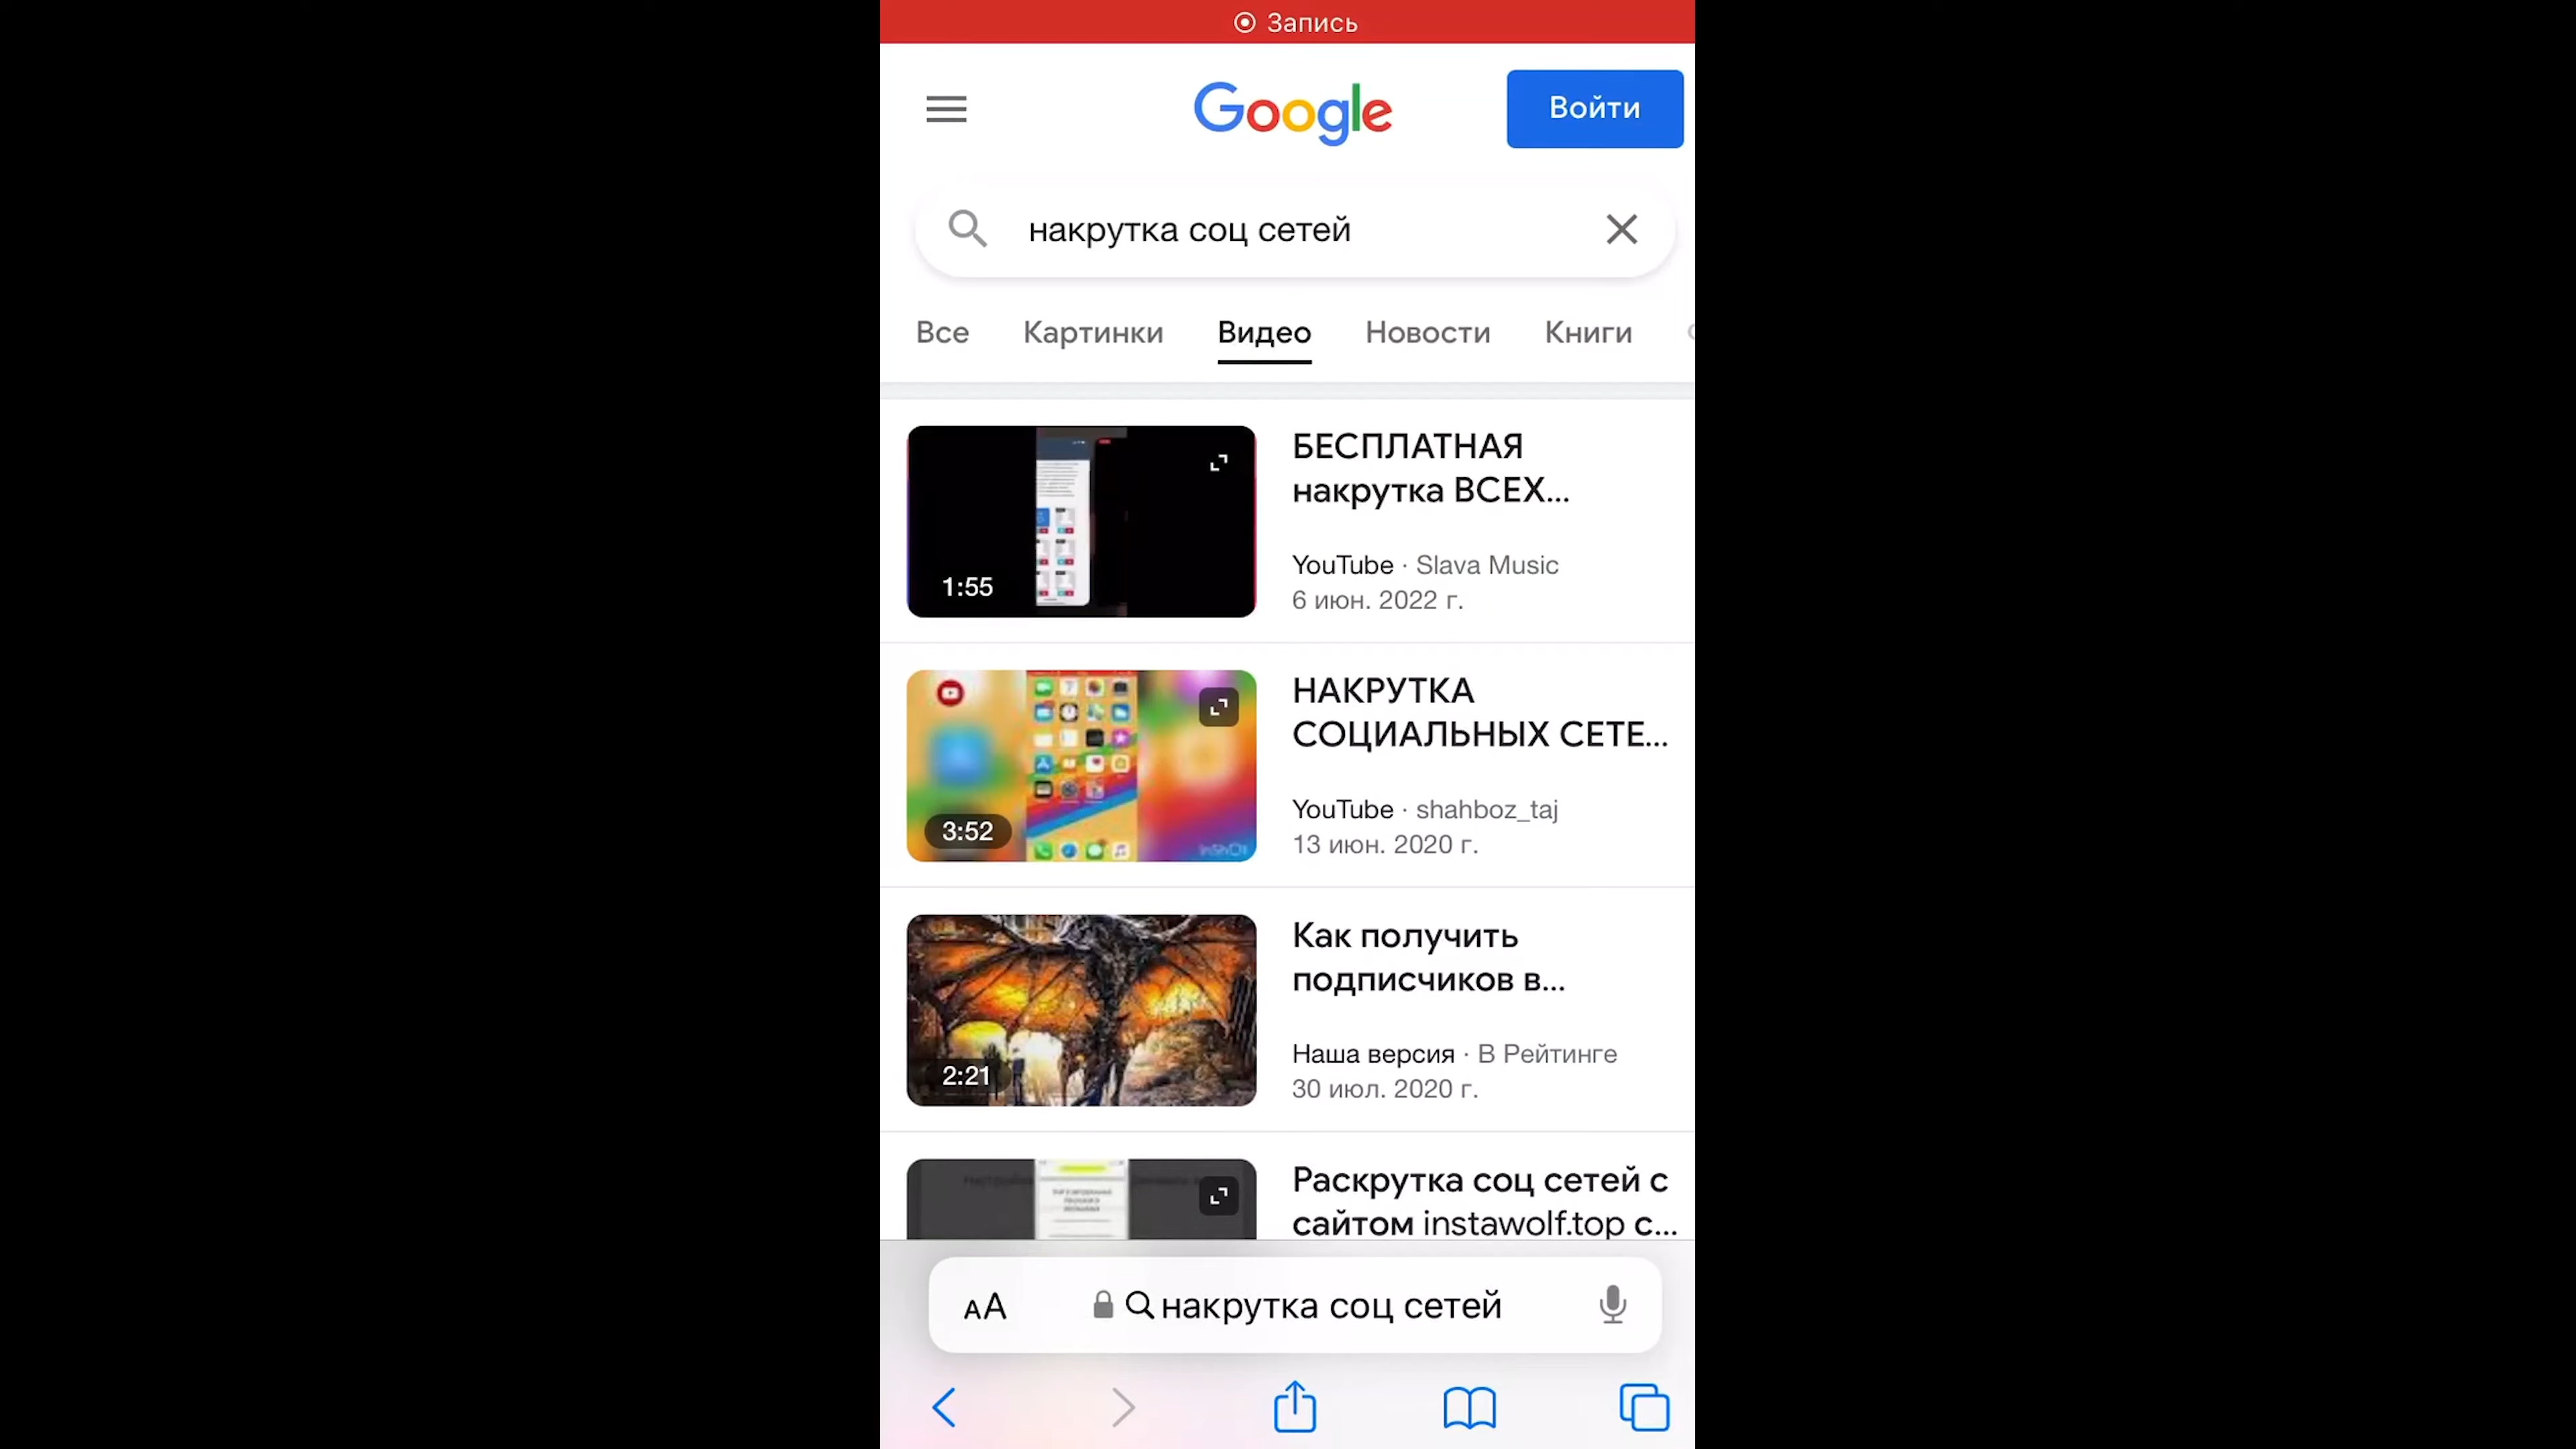 Запись
Google
Войти
накрутка соц сетей
Все Картинки Видео Новости Книги
БЕСПЛАТНАЯ
накрутка ВСЕХ...
1:55
YouTube · Slava Music
6 июн. 2022 г.
НАКРУТКА
СОЦИАЛЬНЫХ СЕТЕ...
3:52
InShOt
YouTube · shahboz_taj
13 июн. 2020 г.
Как получить
подписчиков в...
2:21
Наша версия · В Рейтинге
30 июл. 2020 г.
Раскрутка соц сетей с
сайтом instawolf.top с...
AA накрутка соц сетей